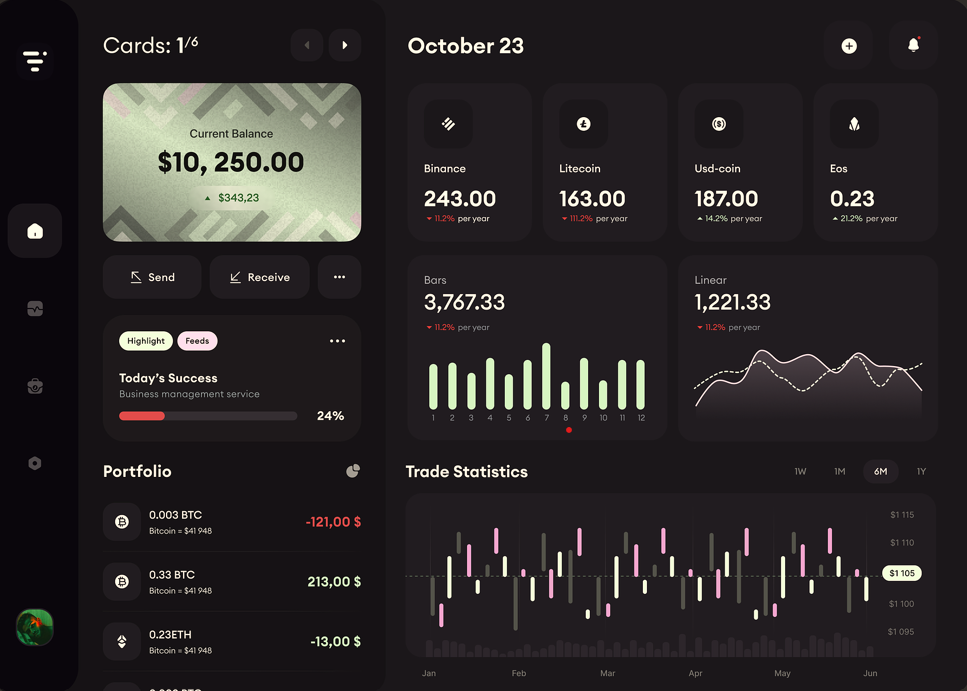 Cards: 1/6
Current Balance
$10, 250.00
$343,23
Send
Receive
Highlight
Feeds
Today's Success
Business management service
24%
Portfolio
0.003 BTC
Bitcoin = $41 948
-121,00 $
0.33 BTC
Bitcoin = $41 948
213,00 $
0.23ETH
Bitcoin = $41 948
-13,00 $
October 23
Binance
243.00
11.2% per year
Litecoin
163.00
111.2% per year
Usd-coin
187.00
14.2% per year
Eos
0.23
21.2% per year
Bars
3,767.33
11.2% per year
1 2 3 4 5 6 7 8 9 10 11 12
Linear
1,221.33
11.2% per year
Trade Statistics
1W 1M 6M 1Y
$1 115
$1 110
$1 105
$1 100
$1 095
Jan Feb Mar Apr May Jun